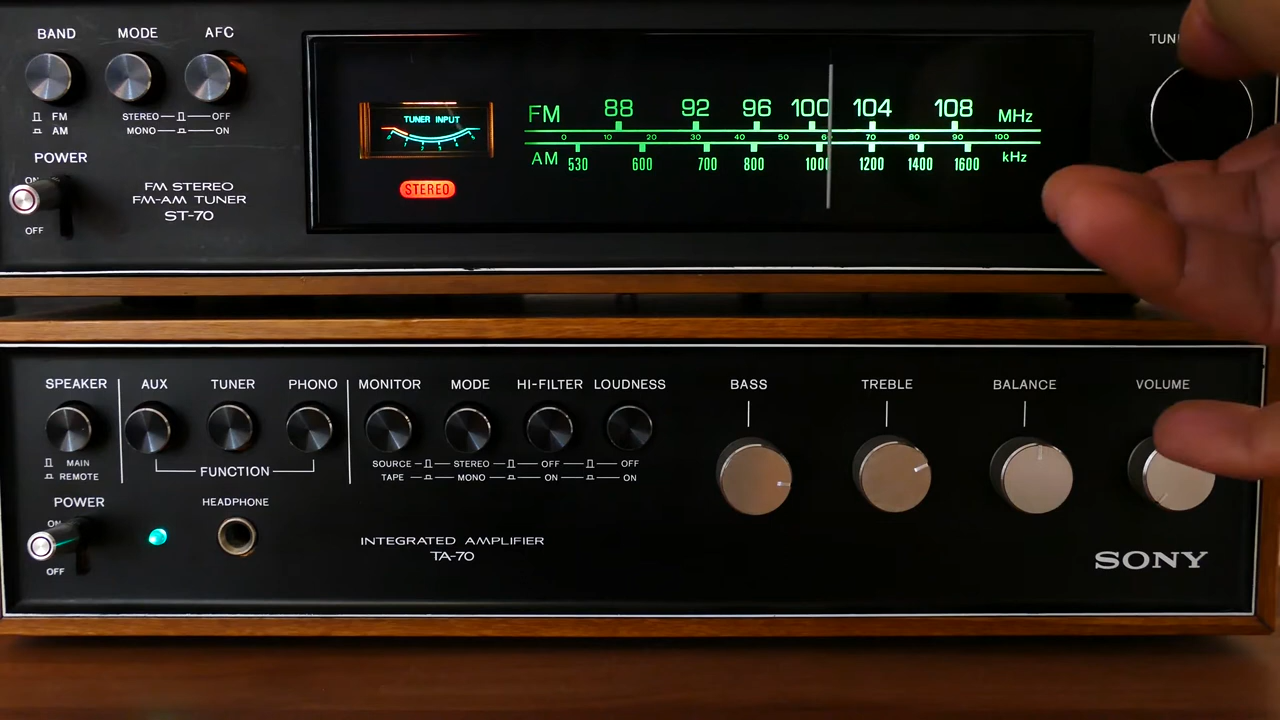 BAND MODE AFC
TUN
FM STEREO OFF
AM MONO ON
POWER
ON
OFF
FM STEREO
FM-AM TUNER
ST-70
TUNER INPUT
STEREO
FM 88 92 96 100 104 108 MHz
0 10 20 30 40 50 60 70 80 90 100
AM 530 600 700 800 1000 1200 1400 1600 kHz
SPEAKER AUX TUNER PHONO MONITOR MODE HI-FILTER LOUDNESS BASS TREBLE BALANCE VOLUME
MAIN SOURCE STEREO OFF OFF
REMOTE FUNCTION TAPE MONO ON ON
POWER HEADPHONE
ON
OFF
INTEGRATED AMPLIFIER
TA-70
SONY